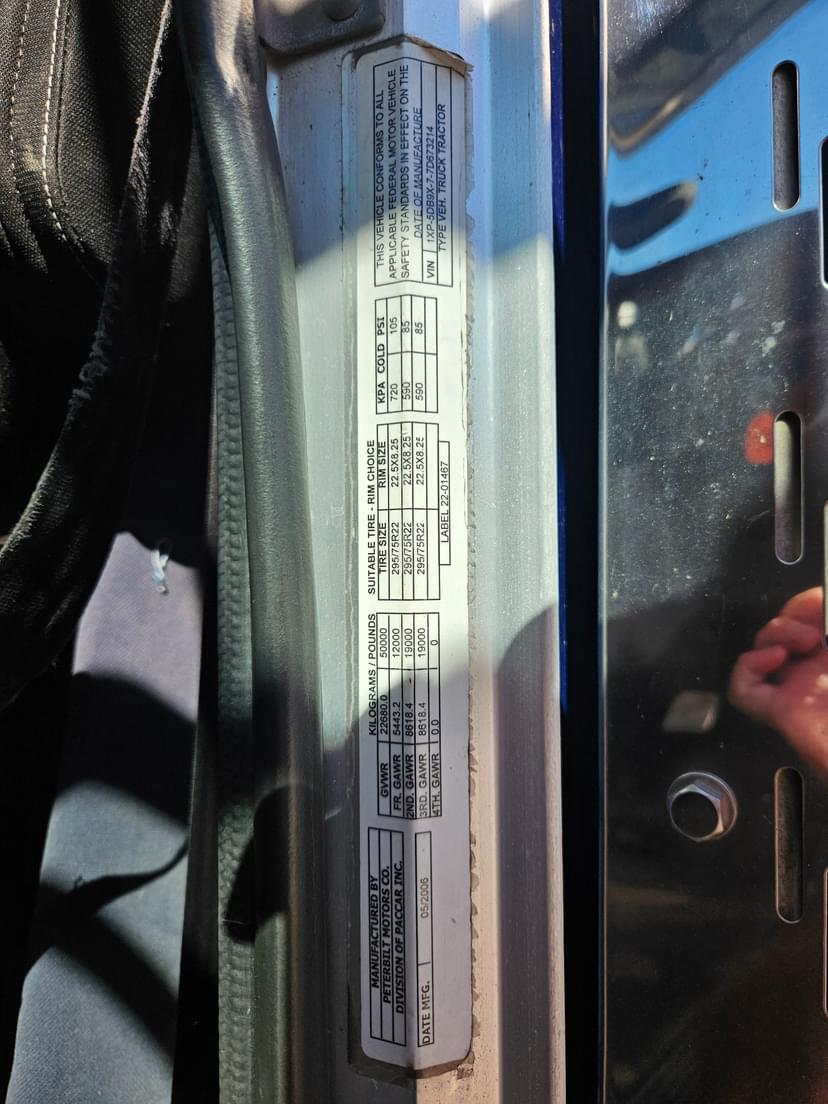 MANUFACTURED BY
PETERBILT MOTORS CO.
DIVISION OF PACCAR INC.
DATE MFG. 05/2006
KILOGRAMS / POUNDS
GVWR 22680.0 50000
FR. GAWR 5443.2 12000
2ND. GAWR 8618.4 19000
3RD. GAWR 8618.4 19000
4TH. GAWR 0.0 0
SUITABLE TIRE - RIM CHOICE
TIRE SIZE RIM SIZE
295/75R22 22.5X8.25
295/75R22 22.5X8.25
295/75R22 22.5X8.25
LABEL 22-01467
KPA COLD PSI
720 105
590 85
590 85
THIS VEHICLE CONFORMS TO ALL
APPLICABLE FEDERAL MOTOR VEHICLE
SAFETY STANDARDS IN EFFECT ON THE
DATE OF MANUFACTURE
VIN 1XP-5DB9X-7-7D673214
TYPE VEH. TRUCK TRACTOR